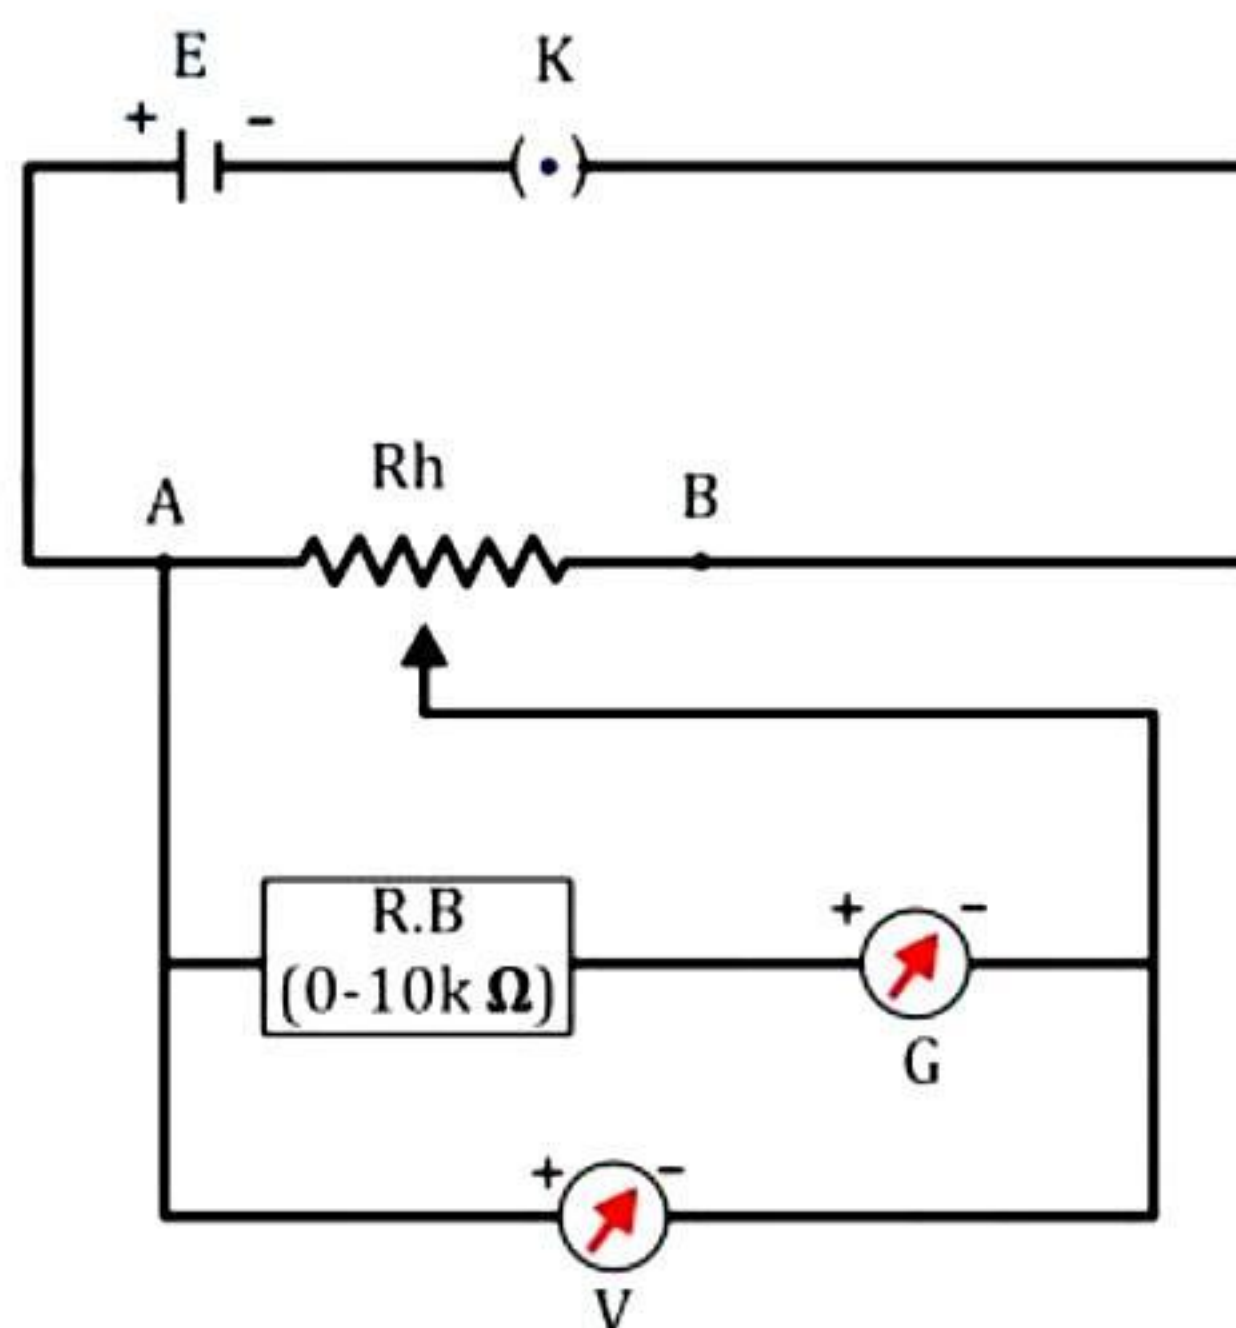 E
K
+ -
Rh
A
B
R.B
(0-10k Ω)
+ -
G
+ -
V